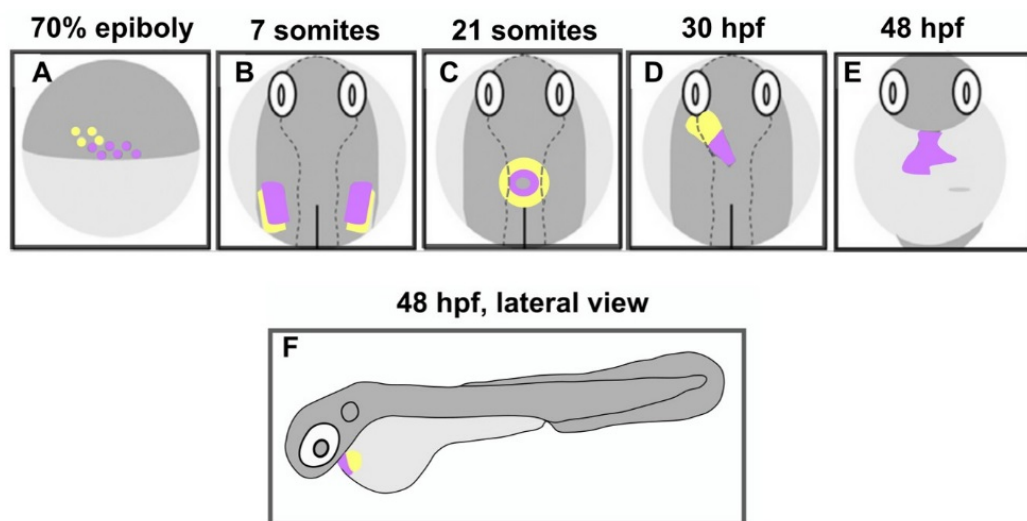 70% epiboly 7 somites 21 somites 30 hpf 48 hpf
A B C D E
48 hpf, lateral view
F